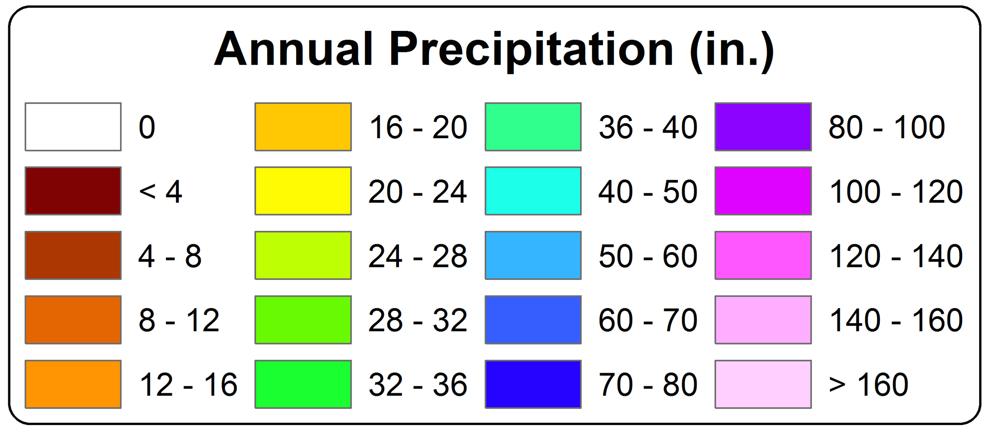 Annual Precipitation (in.)
0
< 4
4 - 8
8 - 12
12 - 16
16 - 20
20 - 24
24 - 28
28 - 32
32 - 36
36 - 40
40 - 50
50 - 60
60 - 70
70 - 80
80 - 100
100 - 120
120 - 140
140 - 160
> 160